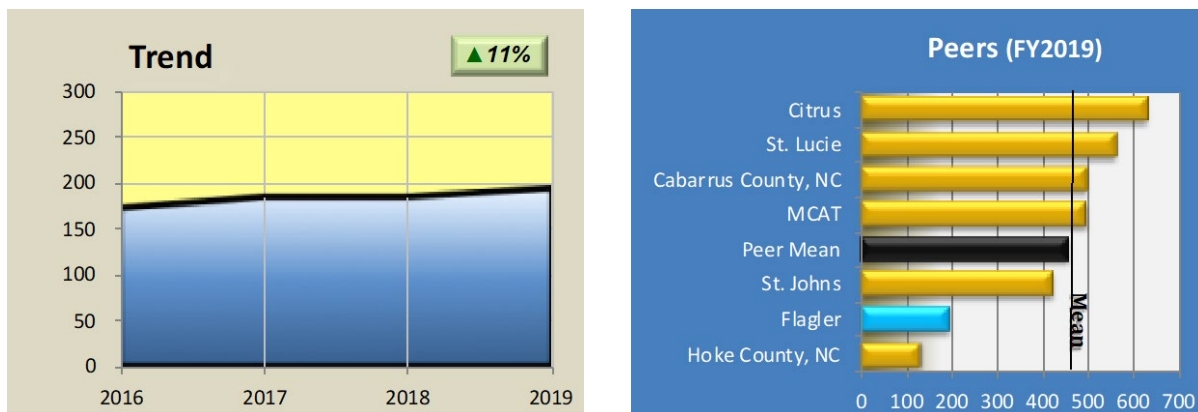 Trend
▲11%
300
250
200
150
100
50
0
2016 2017 2018 2019
Peers (FY2019)
Citrus
St. Lucie
Cabarrus County, NC
MCAT
Peer Mean
St. Johns
Flagler
Hoke County, NC
Mean
0 100 200 300 400 500 600 700